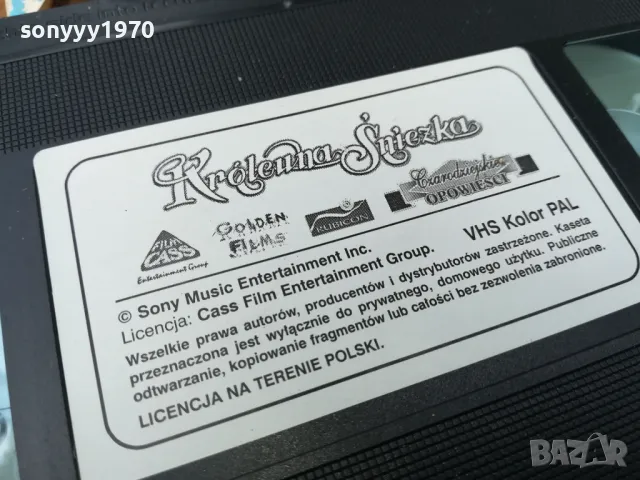 sonyyy1970
Królewna Śnieżka
Czarodziejskie
OPOWIEŚCI
FILM
CASS
Entertainment Group
GOLDEN
FILMS
RUBICON
© Sony Music Entertainment Inc.
Licencja: Cass Film Entertainment Group. VHS Kolor PAL
Wszelkie prawa autorów, producentów i dystrybutorów zastrzeżone. Kaseta
przeznaczona jest wyłącznie do prywatnego, domowego użytku. Publiczne
odtwarzanie, kopiowanie fragmentów lub całości bez zezwolenia zabronione.
LICENCJA NA TERENIE POLSKI.
BAZAR